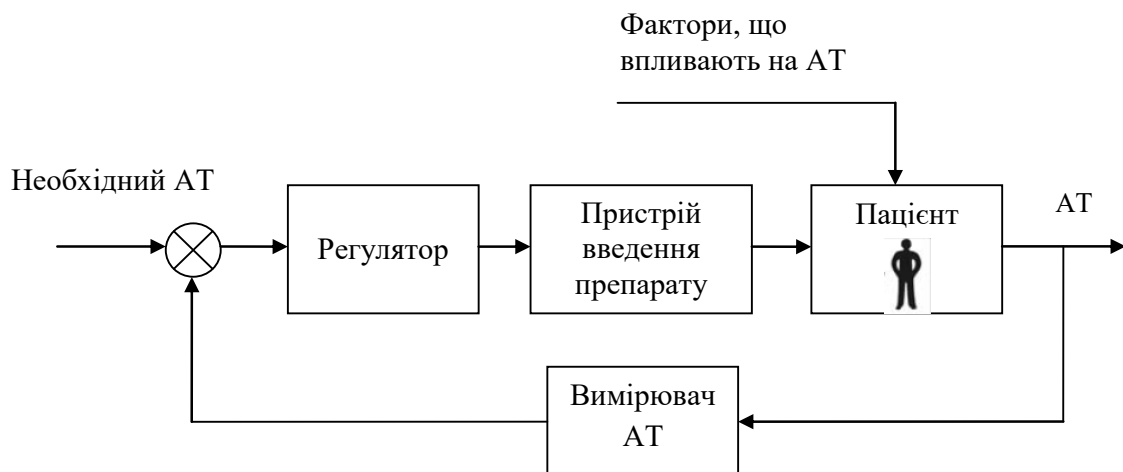 Фактори, що
впливають на АТ
Необхідний АТ
Регулятор
Пристрій
введення
препарату
Пацієнт
АТ
Вимірювач
АТ